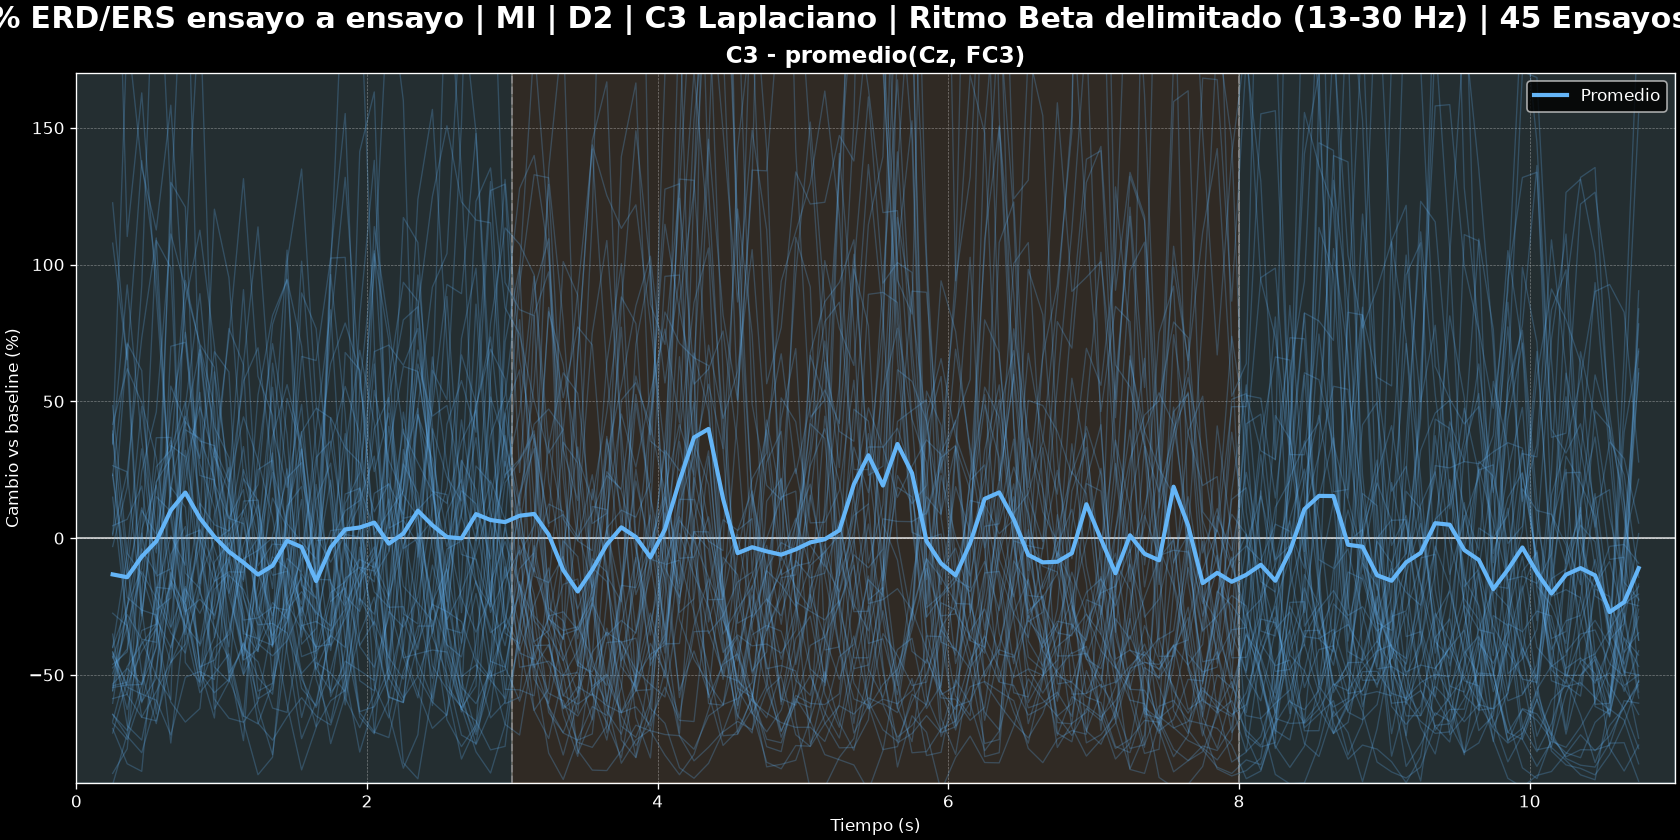 % ERD/ERS ensayo a ensayo | MI | D2 | C3 Laplaciano | Ritmo Beta delimitado (13-30 Hz) | 45 Ensayos
C3 - promedio(Cz, FC3)
Promedio
Cambio vs baseline (%)
150
100
50
0
−50
0 2 4 6 8 10
Tiempo (s)